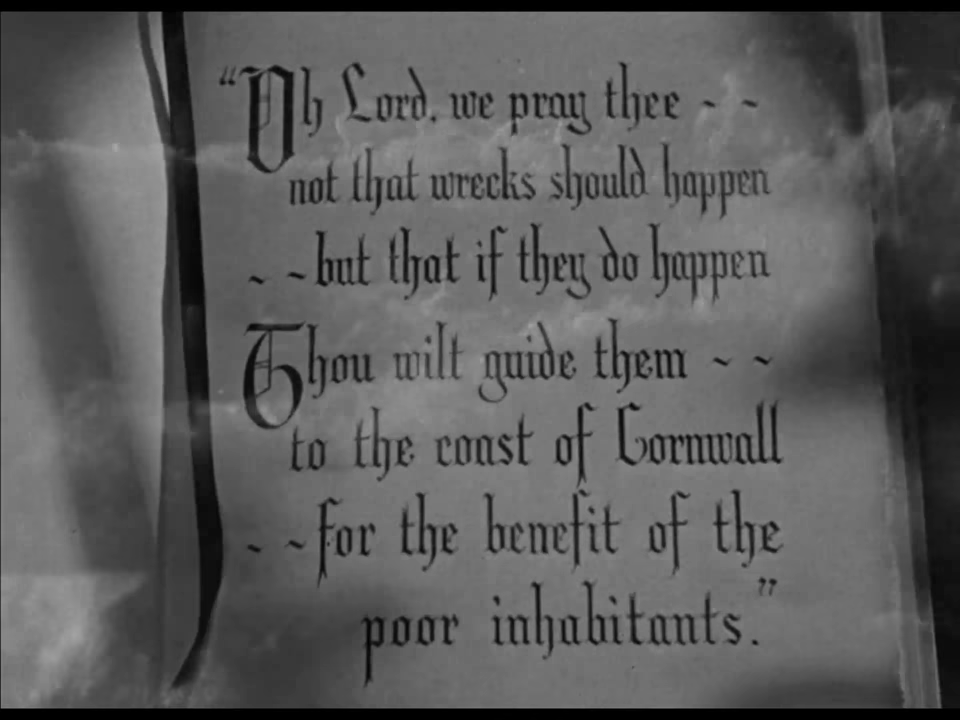 "Oh Lord, we pray thee ~ ~
not that wrecks should happen
~ ~ but that if they do happen
Thou wilt guide them ~ ~
to the coast of Cornwall
~ ~ for the benefit of the
poor inhabitants."